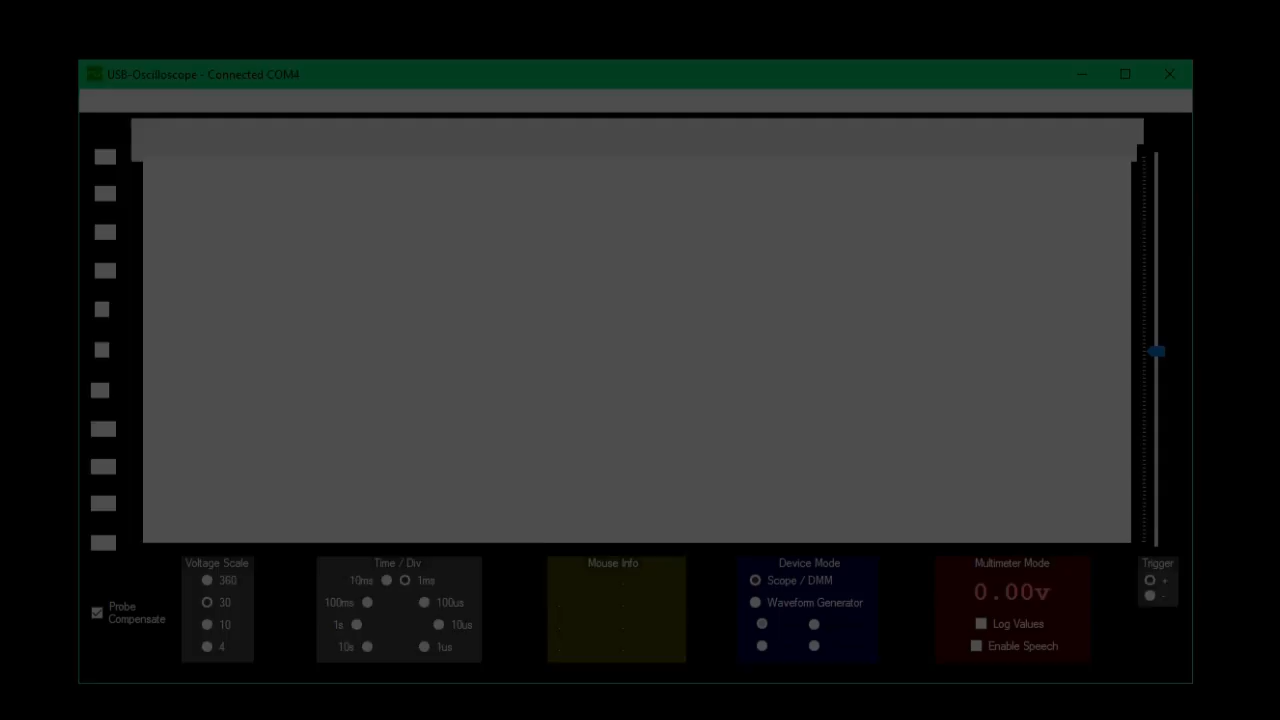 USB-Oscilloscope - Connected COM4
Voltage Scale
360
30
10
4
Probe
Compensate
Time / Div
10ms 1ms
100ms 100us
1s 10us
10s 1us
Mouse Info
Device Mode
Scope / DMM
Waveform Generator
Multimeter Mode
0.00v
Log Values
Enable Speech
Trigger
+
-